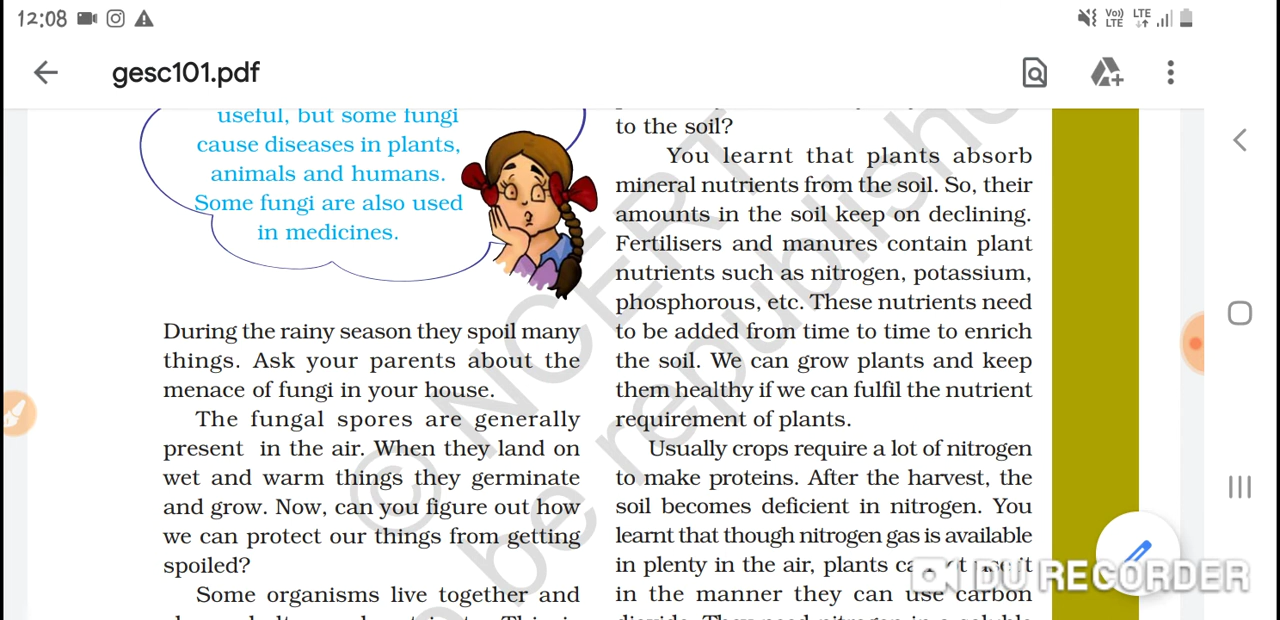 12:08
Vo)) LTE
LTE
gesc101.pdf
useful, but some fungi
cause diseases in plants,
animals and humans.
Some fungi are also used
in medicines.
During the rainy season they spoil many
things. Ask your parents about the
menace of fungi in your house.
The fungal spores are generally
present in the air. When they land on
wet and warm things they germinate
and grow. Now, can you figure out how
we can protect our things from getting
spoiled?
Some organisms live together and
to the soil?
You learnt that plants absorb
mineral nutrients from the soil. So, their
amounts in the soil keep on declining.
Fertilisers and manures contain plant
nutrients such as nitrogen, potassium,
phosphorous, etc. These nutrients need
to be added from time to time to enrich
the soil. We can grow plants and keep
them healthy if we can fulfil the nutrient
requirement of plants.
Usually crops require a lot of nitrogen
to make proteins. After the harvest, the
soil becomes deficient in nitrogen. You
learnt that though nitrogen gas is available
in plenty in the air, plants it
in the manner they can use carbon
© NCERT
be republished
DU RECORDER